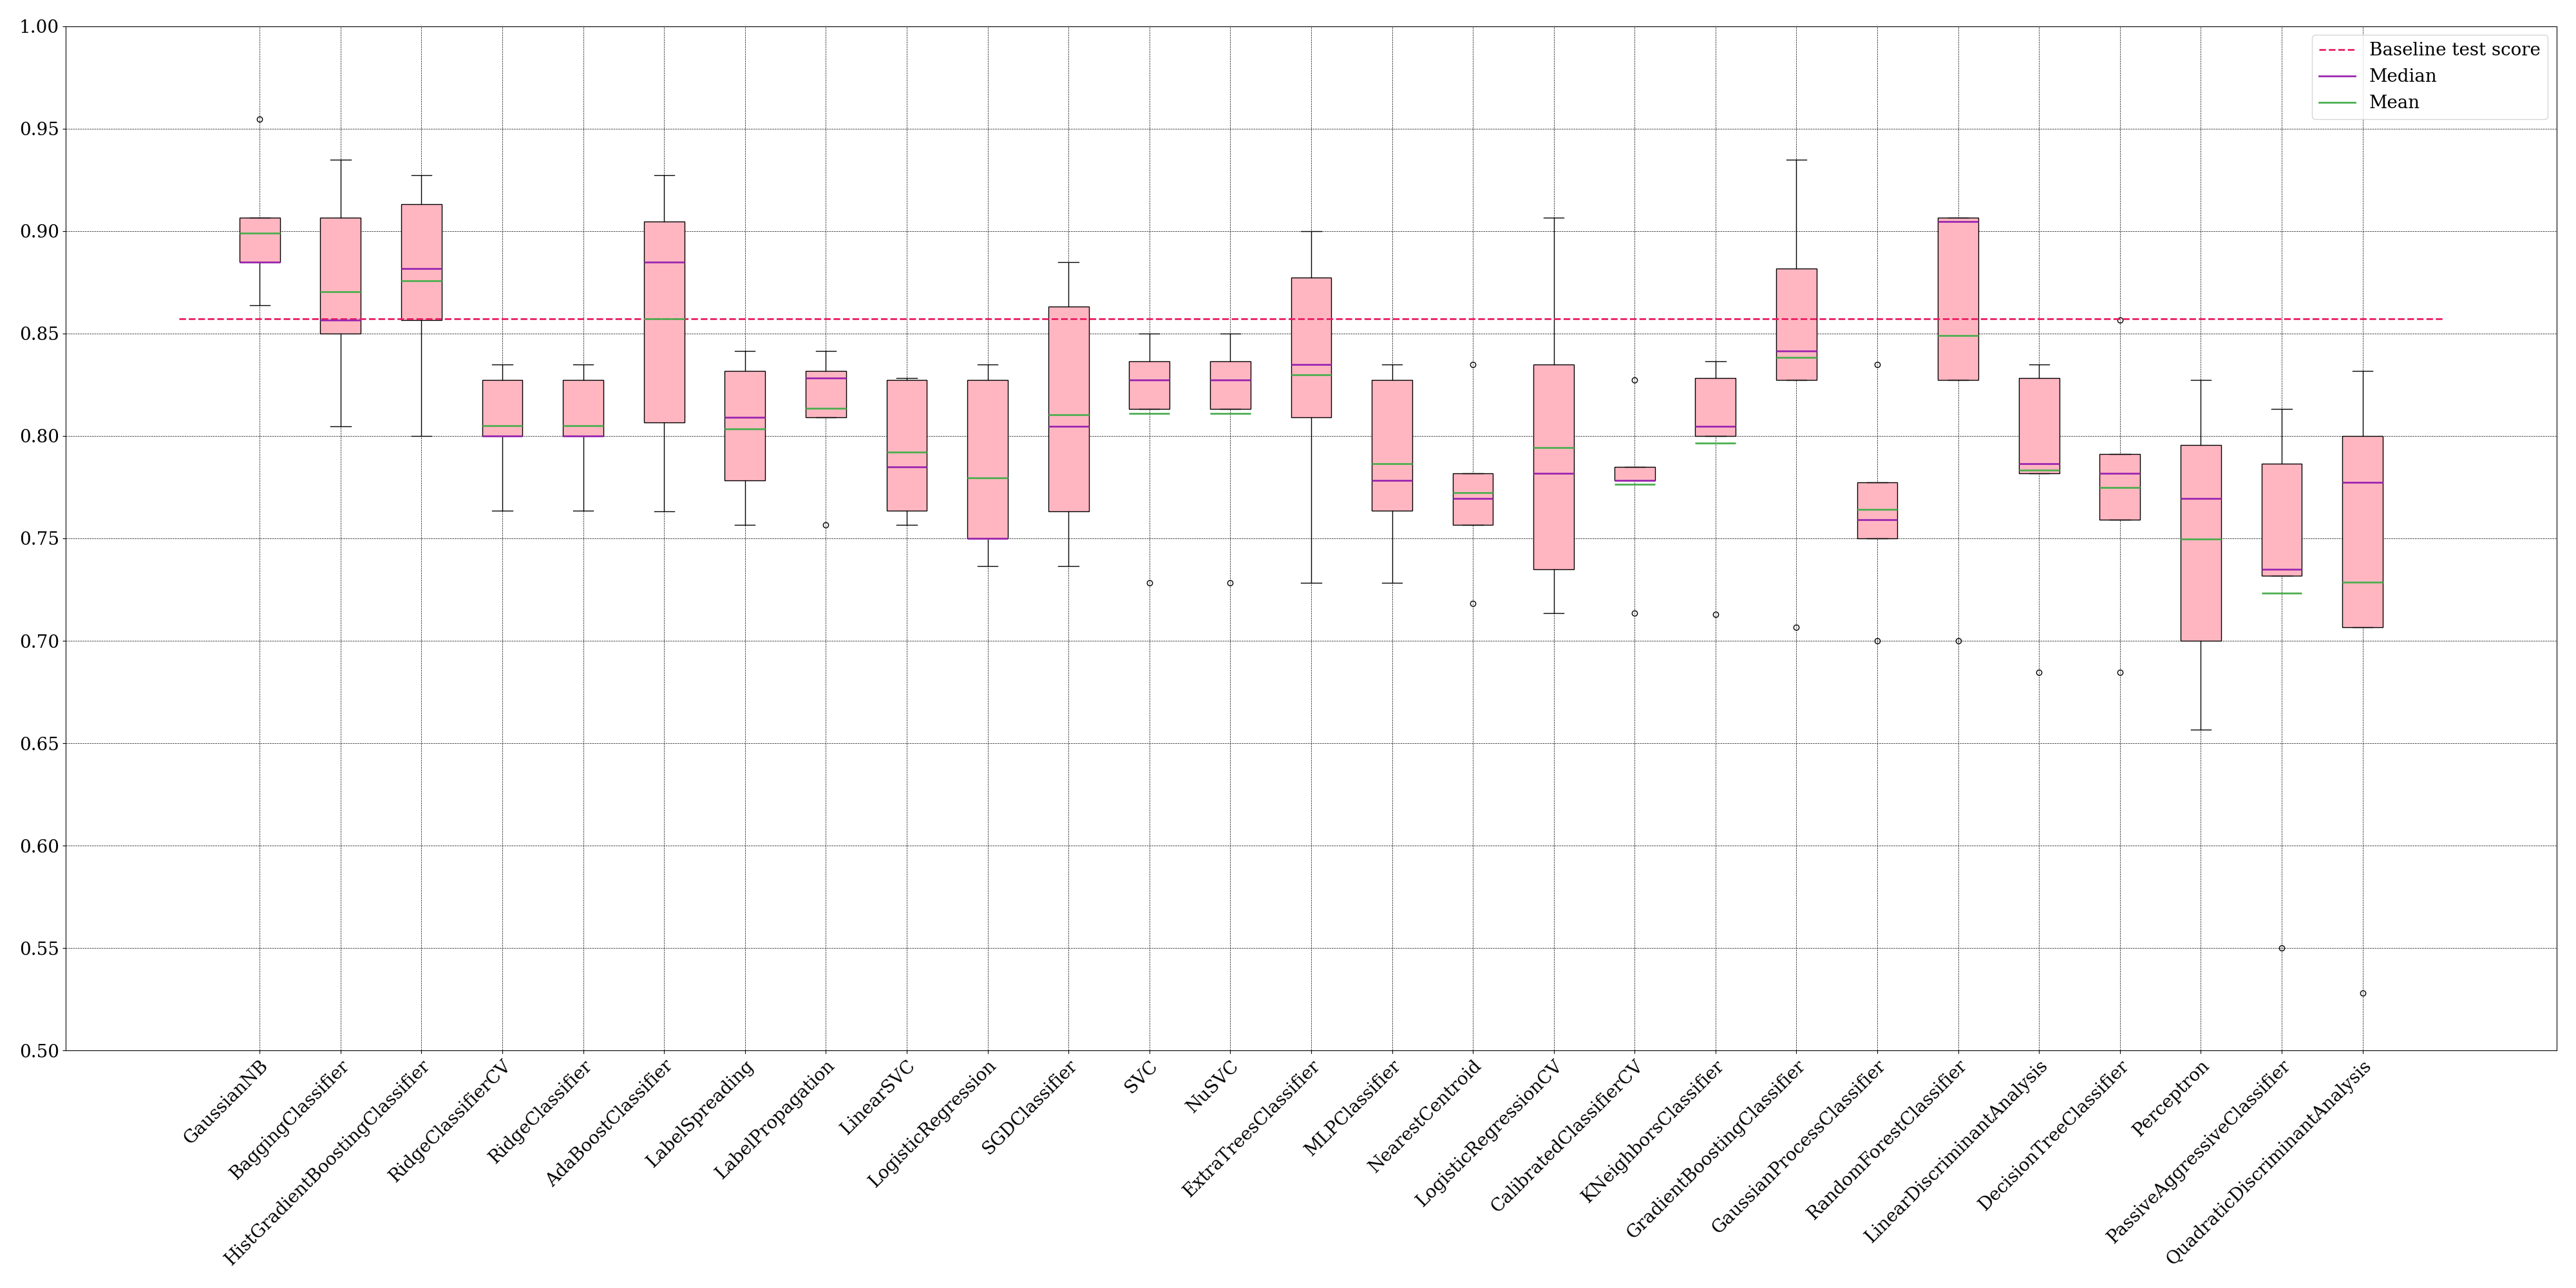 1.00
0.95
0.90
0.85
0.80
0.75
0.70
0.65
0.60
0.55
0.50
Baseline test score
Median
Mean
GaussianNB
BaggingClassifier
HistGradientBoostingClassifier
RidgeClassifierCV
RidgeClassifier
AdaBoostClassifier
LabelSpreading
LabelPropagation
LinearSVC
LogisticRegression
SGDClassifier
SVC
NuSVC
ExtraTreesClassifier
MLPClassifier
NearestCentroid
LogisticRegressionCV
CalibratedClassifierCV
KNeighborsClassifier
GradientBoostingClassifier
GaussianProcessClassifier
RandomForestClassifier
LinearDiscriminantAnalysis
DecisionTreeClassifier
Perceptron
PassiveAggressiveClassifier
QuadraticDiscriminantAnalysis